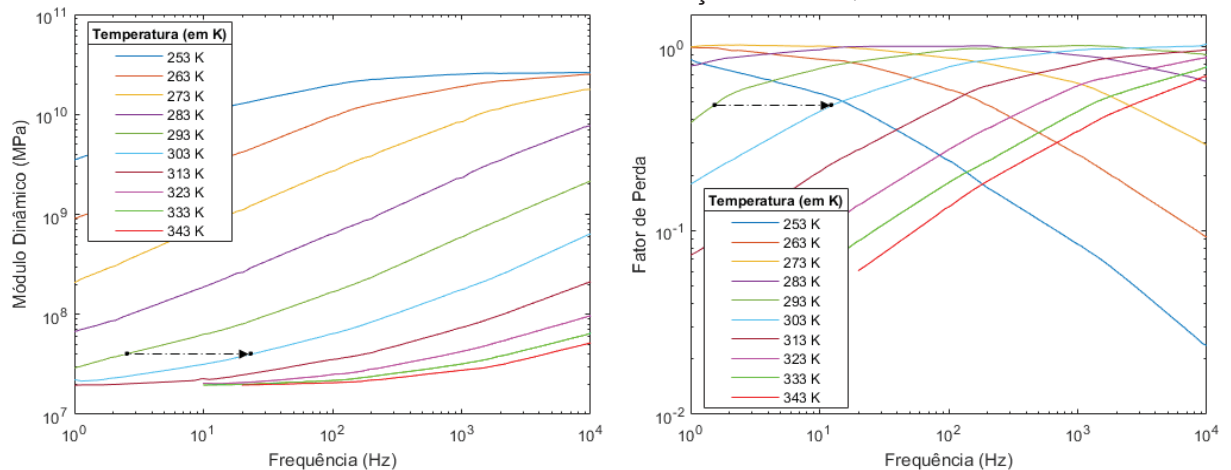 Temperatura (em K)
253 K
263 K
273 K
283 K
293 K
303 K
313 K
323 K
333 K
343 K
Módulo Dinâmico (MPa)
10^11
10^10
10^9
10^8
10^7
10^0
10^1
10^2
10^3
10^4
Frequência (Hz)
Fator de Perda
10^0
10^-1
10^-2
Temperatura (em K)
253 K
263 K
273 K
283 K
293 K
303 K
313 K
323 K
333 K
343 K
10^0
10^1
10^2
10^3
10^4
Frequência (Hz)